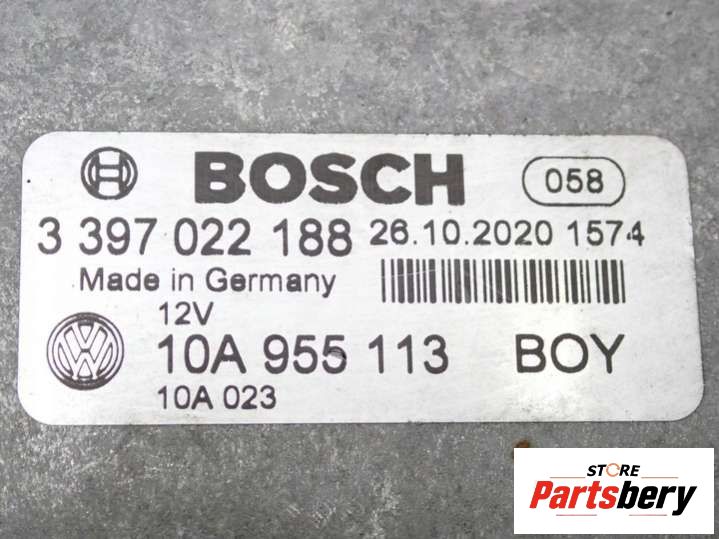 BOSCH 058
3 397 022 188 26.10.2020 1574
Made in Germany
12V
10A 955 113 BOY
10A 023
STORE
Partsbery